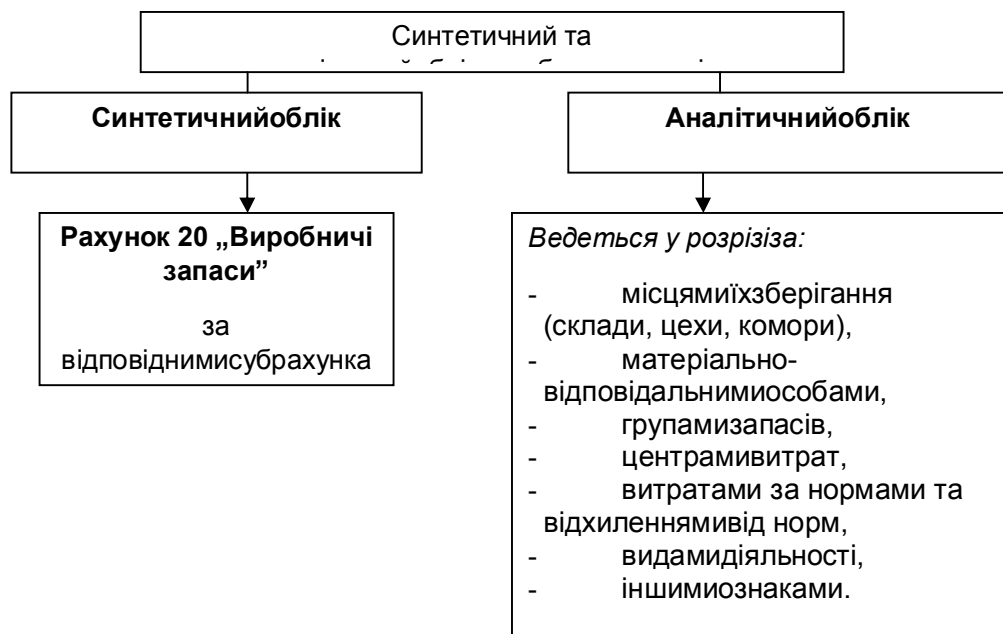 Синтетичний та
Синтетичнийоблік
Аналітичнийоблік
Рахунок 20 „Виробничі
запаси”
за
відповіднимисубрахунка
Ведеться у розрізіза:
- місцямиїхзберігання
(склади, цехи, комори),
- матеріально-
відповідальнимиособами,
- групамизапасів,
- центрамивитрат,
- витратами за нормами та
відхиленнямивід норм,
- видамидіяльності,
- іншимиознаками.